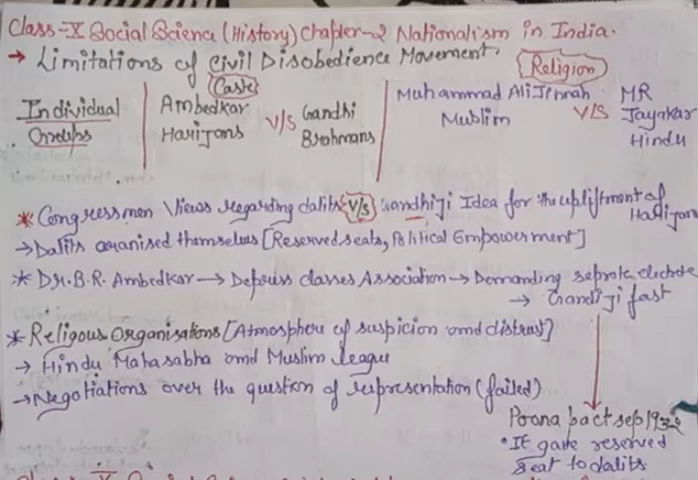 Class-X Social Science (History) Chapter-2 Nationalism in India.
→ Limitations of Civil Disobedience Movement.
Individual
Groups
Caste
Ambedkar
Harijans
V/S
Gandhi
Brahmans
Religion
Muhammad Ali Jinnah
Muslim
V/S
MR
Jayakar
Hindu
* Congressmen Views regarding dalits V/S Gandhiji Idea for the upliftment of
Harijan
→ Dalits organised themselves [Reserved seats, Political Empowerment]
* Dr. B.R. Ambedkar → Depress classes Association → Demanding seprate electorate
→ Gandiji fast
* Religous Organisations [Atmosphere of suspicion and distrust]
→ Hindu Mahasabha and Muslim league
→ Negotiations over the question of representation (failed)
Poona pact sep 1932
• It gave reserved
seat to dalits